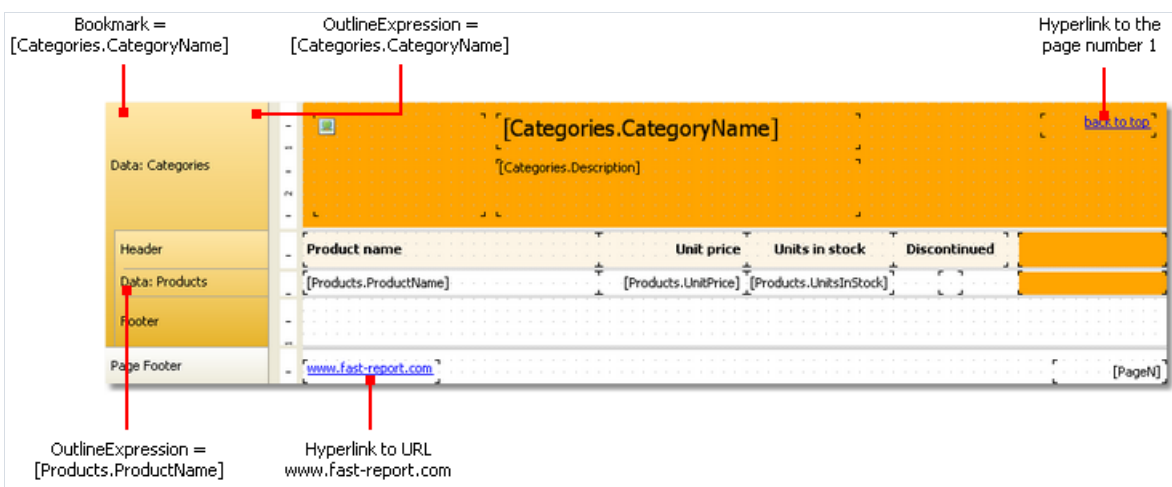 Bookmark =
[Categories.CategoryName]
OutlineExpression =
[Categories.CategoryName]
Hyperlink to the
page number 1
Data: Categories
[Categories.CategoryName]
back to top
[Categories.Description]
1
2
Header
Product name Unit price Units in stock Discontinued
Data: Products
[Products.ProductName] [Products.UnitPrice] [Products.UnitsInStock]
Footer
Page Footer
www.fast-report.com
[PageN]
OutlineExpression =
[Products.ProductName]
Hyperlink to URL
www.fast-report.com